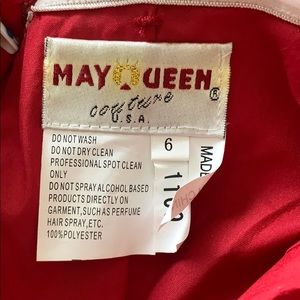 MAY QUEEN
couture ®
U.S.A.
DO NOT WASH
DO NOT DRY CLEAN
PROFESSIONAL SPOT CLEAN
ONLY
DO NOT SPRAY ALCOHOL BASED
PRODUCTS DIRECTLY ON
GARMENT,SUCH AS PERFUME
HAIR SPRAY,ETC.
100%POLYESTER
6
MADE